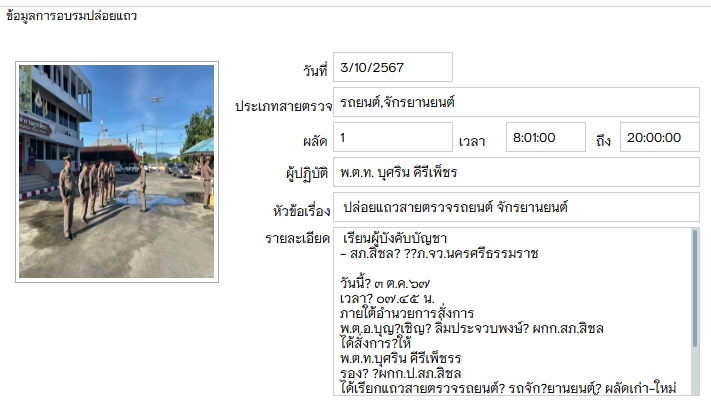 ข้อมูลการอบรมปล่อยแถว
วันที่ 3/10/2567
ประเภทสายตรวจ รถยนต์,จักรยานยนต์
ผลัด 1 เวลา 8:01:00 ถึง 20:00:00
ผู้ปฏิบัติ พ.ต.ท. บุศริน คีรีเพ็ชร
หัวข้อเรื่อง ปล่อยแถวสายตรวจรถยนต์ จักรยานยนต์
รายละเอียด เรียนผู้บังคับบัญชา
- สภ.สิชล? ??ภ.จว.นครศรีธรรมราช
วันนี้? ๓ ต.ค.๖๗
เวลา? ๐๗.๔๕ น.
ภายใต้อำนวยการสั่งการ
พ.ต.อ.บุญ?เชิญ? ลิ่มประจวบพงษ์? ผกก.สภ.สิชล
ได้สั่งการ?ให้
พ.ต.ท.บุศริน คีรีเพ็ชรร
รอง? ?ผกก.ป.สภ.สิชล
ได้เรียกแถวสายตรวจรถยนต์? รถจัก?ยานยนต์? ผลัดเก่า-ใหม่